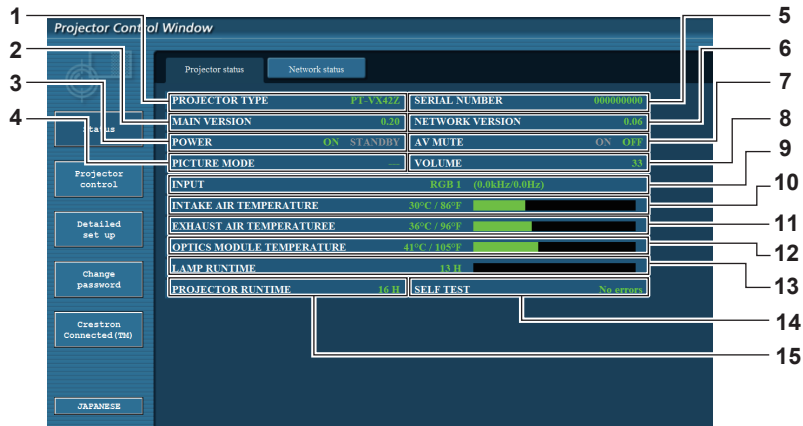 1
2
3
4
5
6
7
8
9
10
11
12
13
14
15
Projector Control Window
Projector status Network status
PROJECTOR TYPE PT-VX42Z SERIAL NUMBER 000000000
MAIN VERSION 0.20 NETWORK VERSION 0.06
POWER ON STANDBY AV MUTE ON OFF
PICTURE MODE — VOLUME 33
INPUT RGB 1 (0.0kHz/0.0Hz)
INTAKE AIR TEMPERATURE 30°C / 86°F
EXHAUST AIR TEMPERATUREE 36°C / 96°F
OPTICS MODULE TEMPERATURE 41°C / 105°F
LAMP RUNTIME 13 H
PROJECTOR RUNTIME 16 H SELF TEST No errors
Status
Projector
control
Detailed
set up
Change
password
Crestron
Connected(TM)
JAPANESE